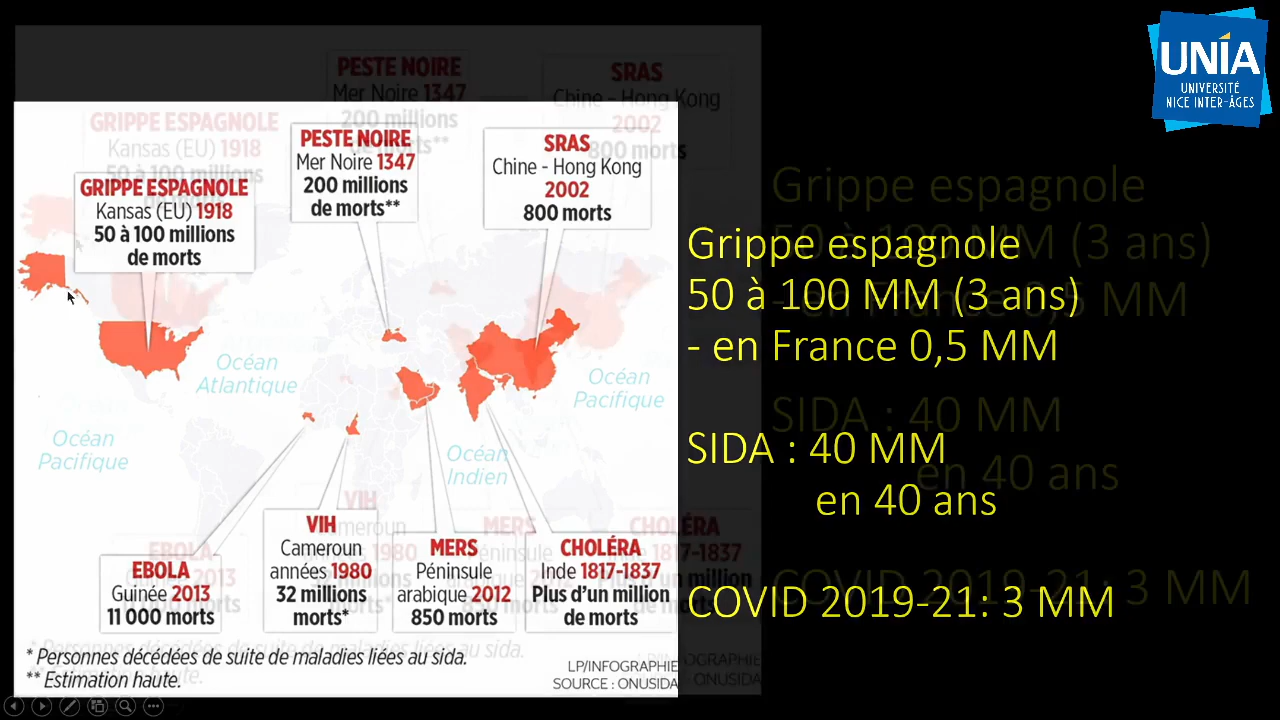 UNIA
UNIVERSITÉ
NICE INTER-ÂGES
PESTE NOIRE
Mer Noire 1347
200 millions
de morts**
SRAS
Chine - Hong Kong
2002
800 morts
GRIPPE ESPAGNOLE
Kansas (EU) 1918
50 à 100 millions
de morts
Océan
Atlantique
Océan
Pacifique
Océan
Pacifique
Océan
Indien
EBOLA
Guinée 2013
11 000 morts
VIH
Cameroun
années 1980
32 millions
morts*
MERS
Péninsule
arabique 2012
850 morts
CHOLÉRA
Inde 1817-1837
Plus d'un million
de morts
* Personnes décédées de suite de maladies liées au sida.
** Estimation haute.
LP/INFOGRAPHIE
SOURCE : ONUSIDA
Grippe espagnole
50 à 100 MM (3 ans)
- en France 0,5 MM
SIDA : 40 MM
en 40 ans
COVID 2019-21: 3 MM